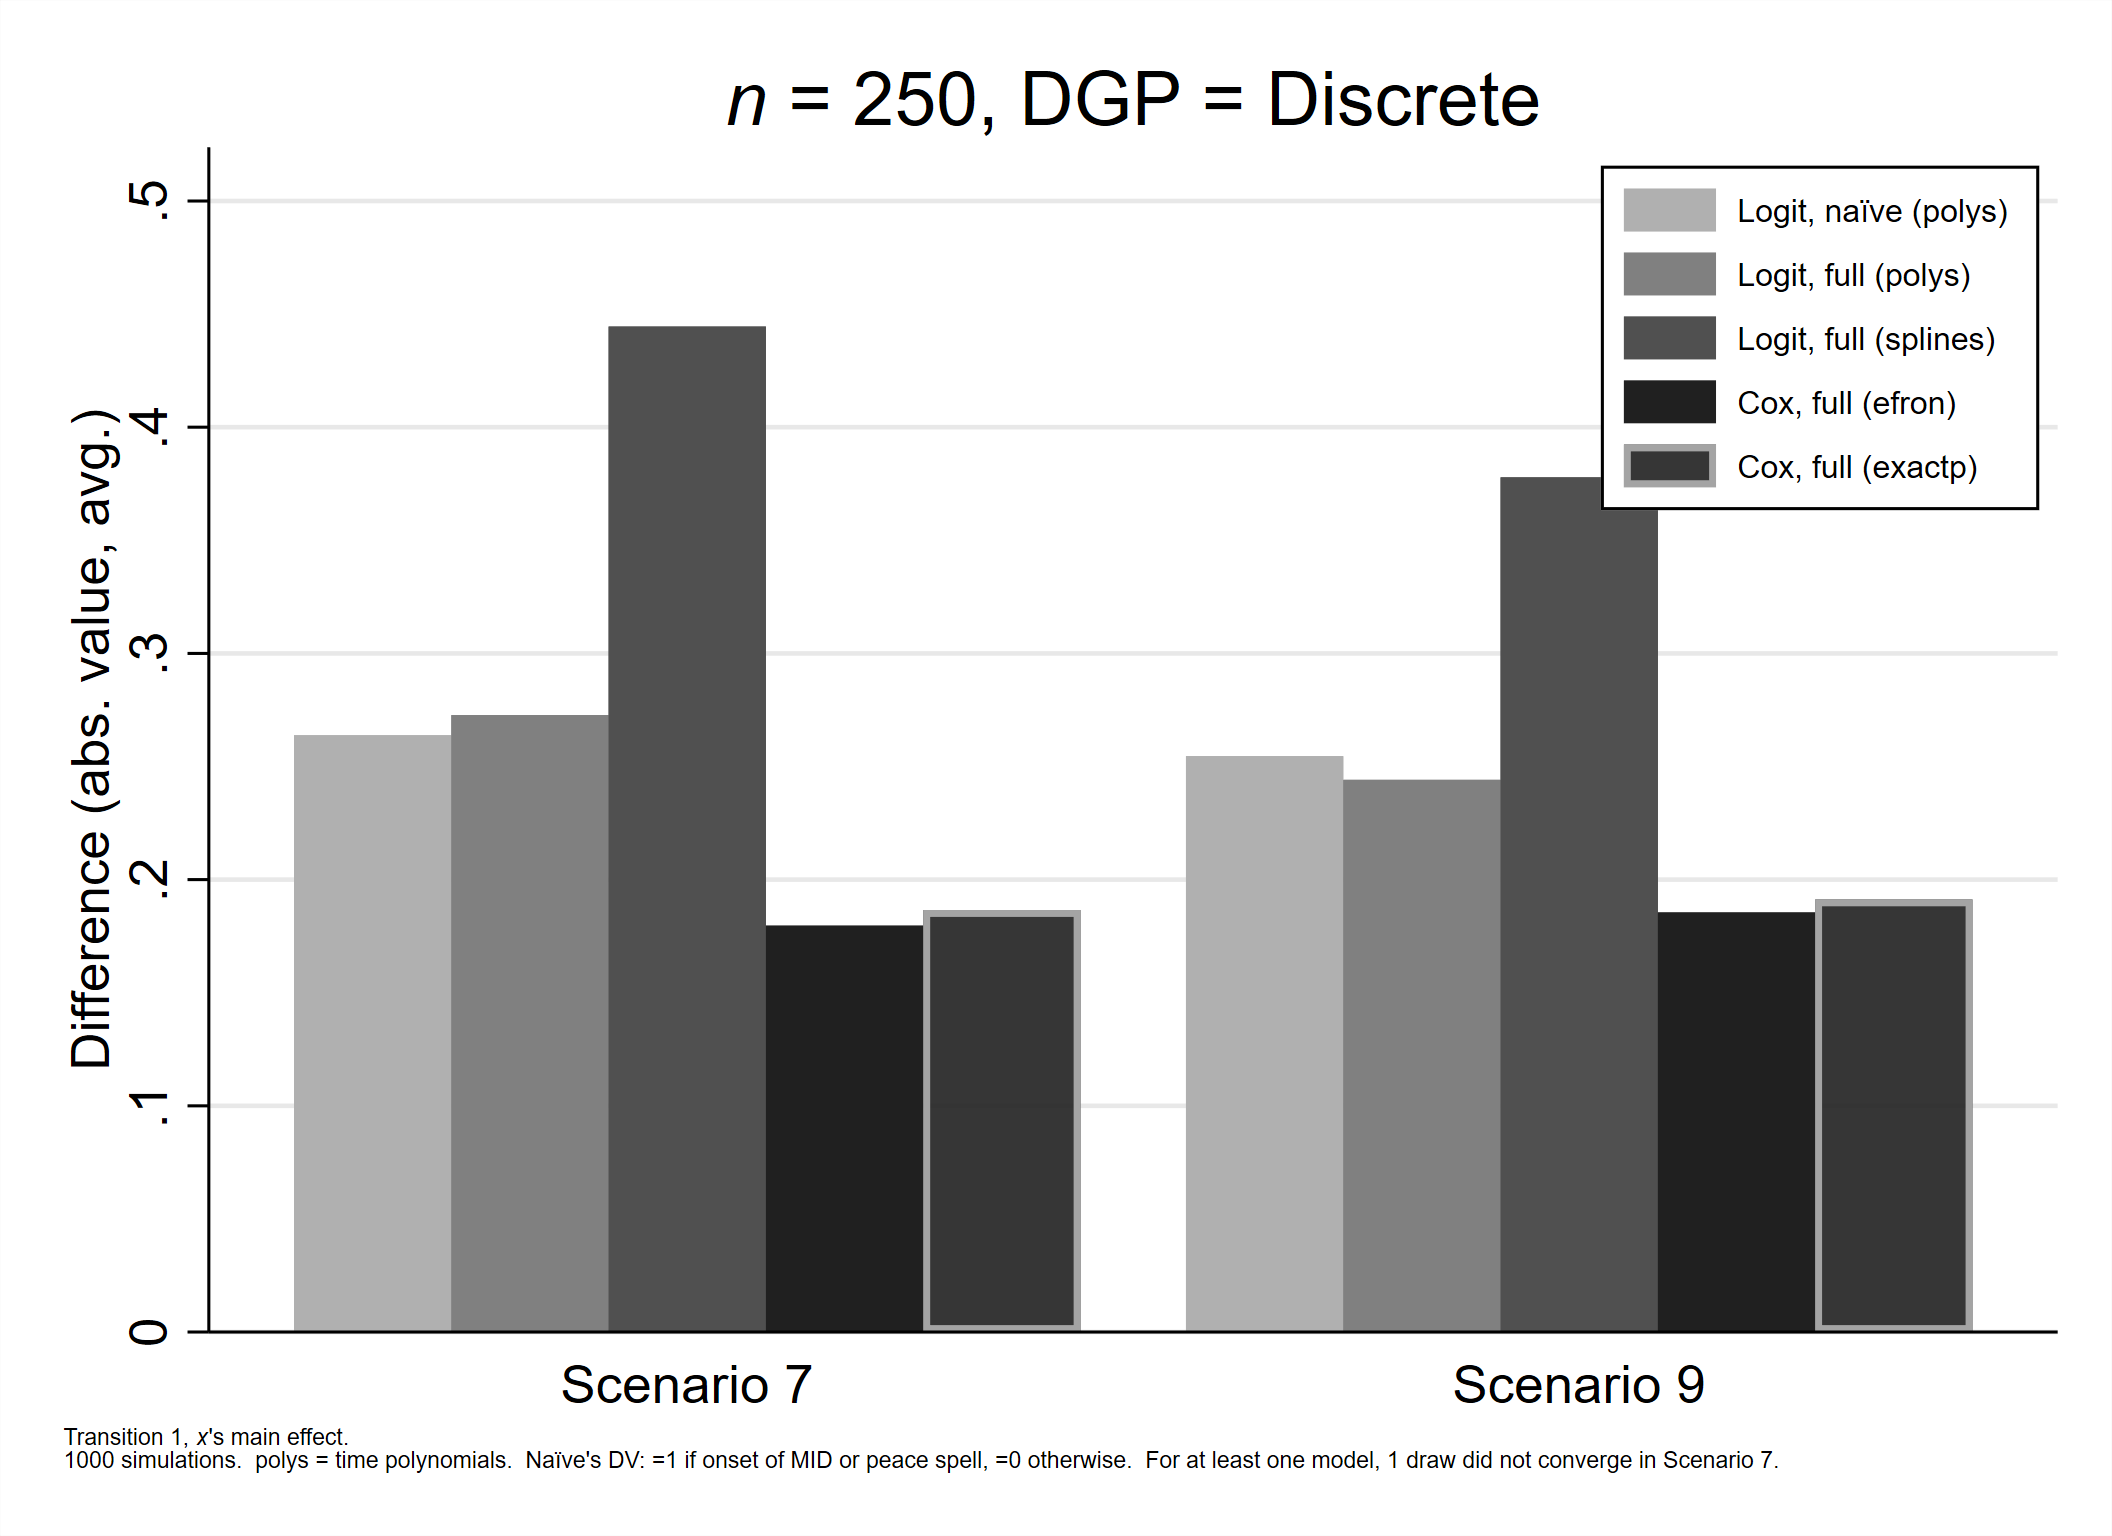 n = 250, DGP = Discrete
Difference (abs. value, avg.)
.5
.4
.3
.2
.1
0
Logit, naïve (polys)
Logit, full (polys)
Logit, full (splines)
Cox, full (efron)
Cox, full (exactp)
Scenario 7
Scenario 9
Transition 1, x's main effect.
1000 simulations.  polys = time polynomials.  Naïve's DV: =1 if onset of MID or peace spell, =0 otherwise.  For at least one model, 1 draw did not converge in Scenario 7.